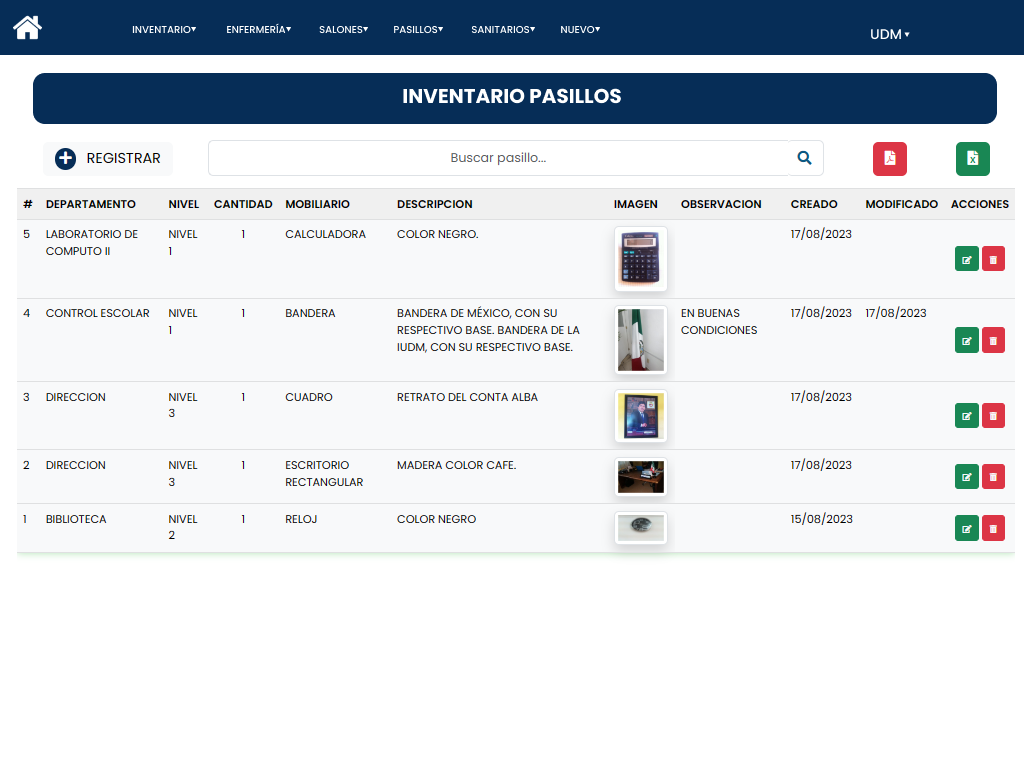 INVENTARIO▾ ENFERMERÍA▾ SALONES▾ PASILLOS▾ SANITARIOS▾ NUEVO▾ UDM ▾
INVENTARIO PASILLOS
REGISTRAR Buscar pasillo...
# DEPARTAMENTO NIVEL CANTIDAD MOBILIARIO DESCRIPCION IMAGEN OBSERVACION CREADO MODIFICADO ACCIONES
5 LABORATORIO DE NIVEL 1 CALCULADORA COLOR NEGRO. 17/08/2023
COMPUTO II 1
4 CONTROL ESCOLAR NIVEL 1 BANDERA BANDERA DE MÉXICO, CON SU EN BUENAS 17/08/2023 17/08/2023
1 RESPECTIVO BASE. BANDERA DE LA CONDICIONES
IUDM, CON SU RESPECTIVO BASE.
3 DIRECCION NIVEL 1 CUADRO RETRATO DEL CONTA ALBA 17/08/2023
3
2 DIRECCION NIVEL 1 ESCRITORIO MADERA COLOR CAFE. 17/08/2023
3 RECTANGULAR
1 BIBLIOTECA NIVEL 1 RELOJ COLOR NEGRO 15/08/2023
2